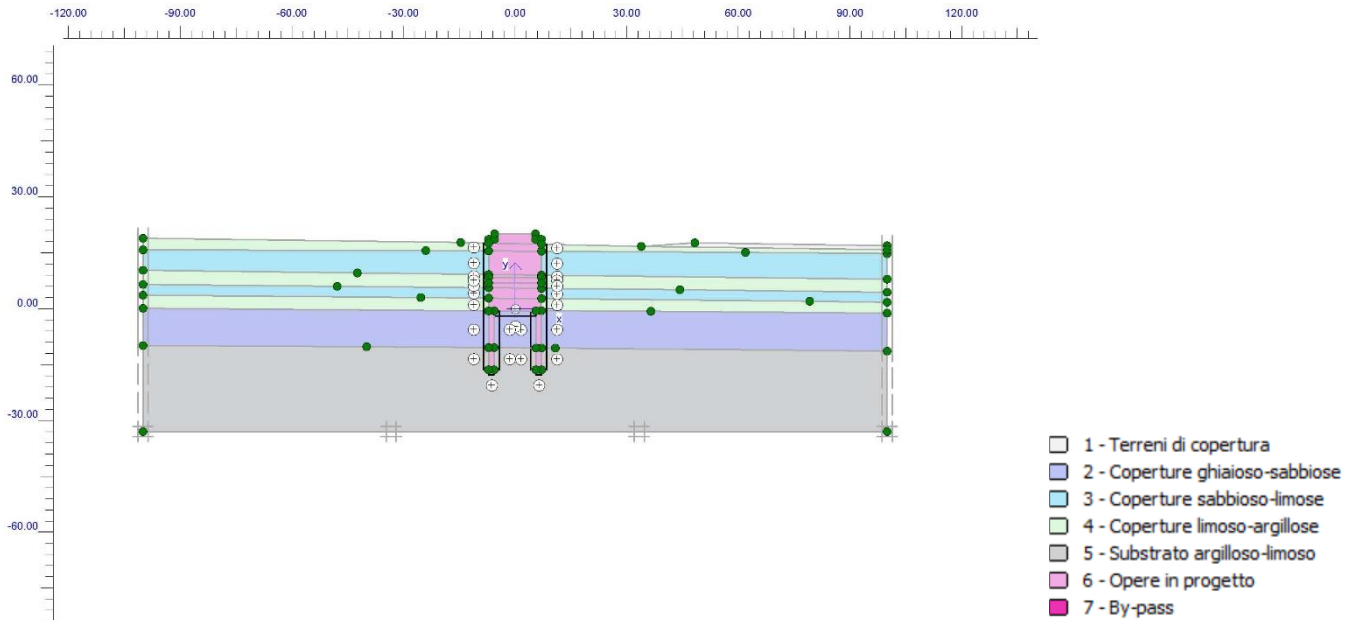 -120.00 -90.00 -60.00 -30.00 0.00 30.00 60.00 90.00 120.00
60.00
30.00
y
0.00
x
-30.00
1 - Terreni di copertura
2 - Coperture ghiaioso-sabbiose
-60.00 3 - Coperture sabbioso-limose
4 - Coperture limoso-argillose
5 - Substrato argilloso-limoso
6 - Opere in progetto
7 - By-pass